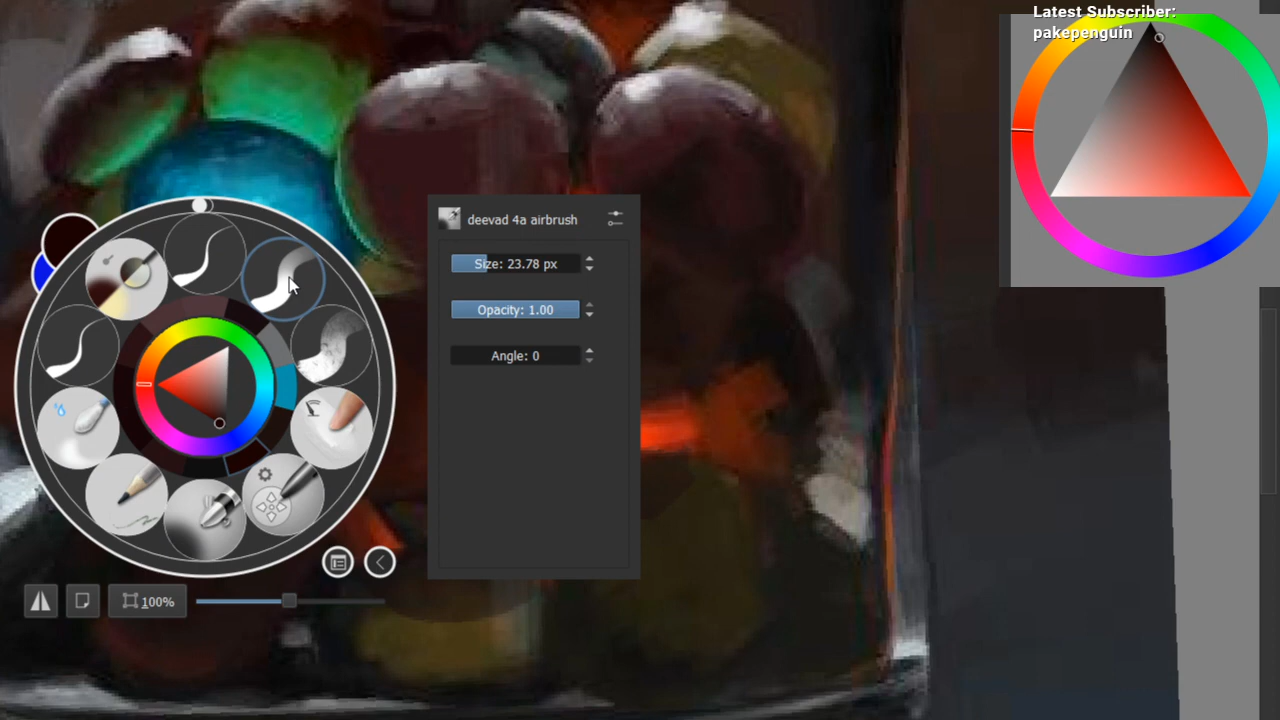 Latest Subscriber:
pakepenguin
deevad 4a airbrush
Size: 23.78 px
Opacity: 1.00
Angle: 0
100%